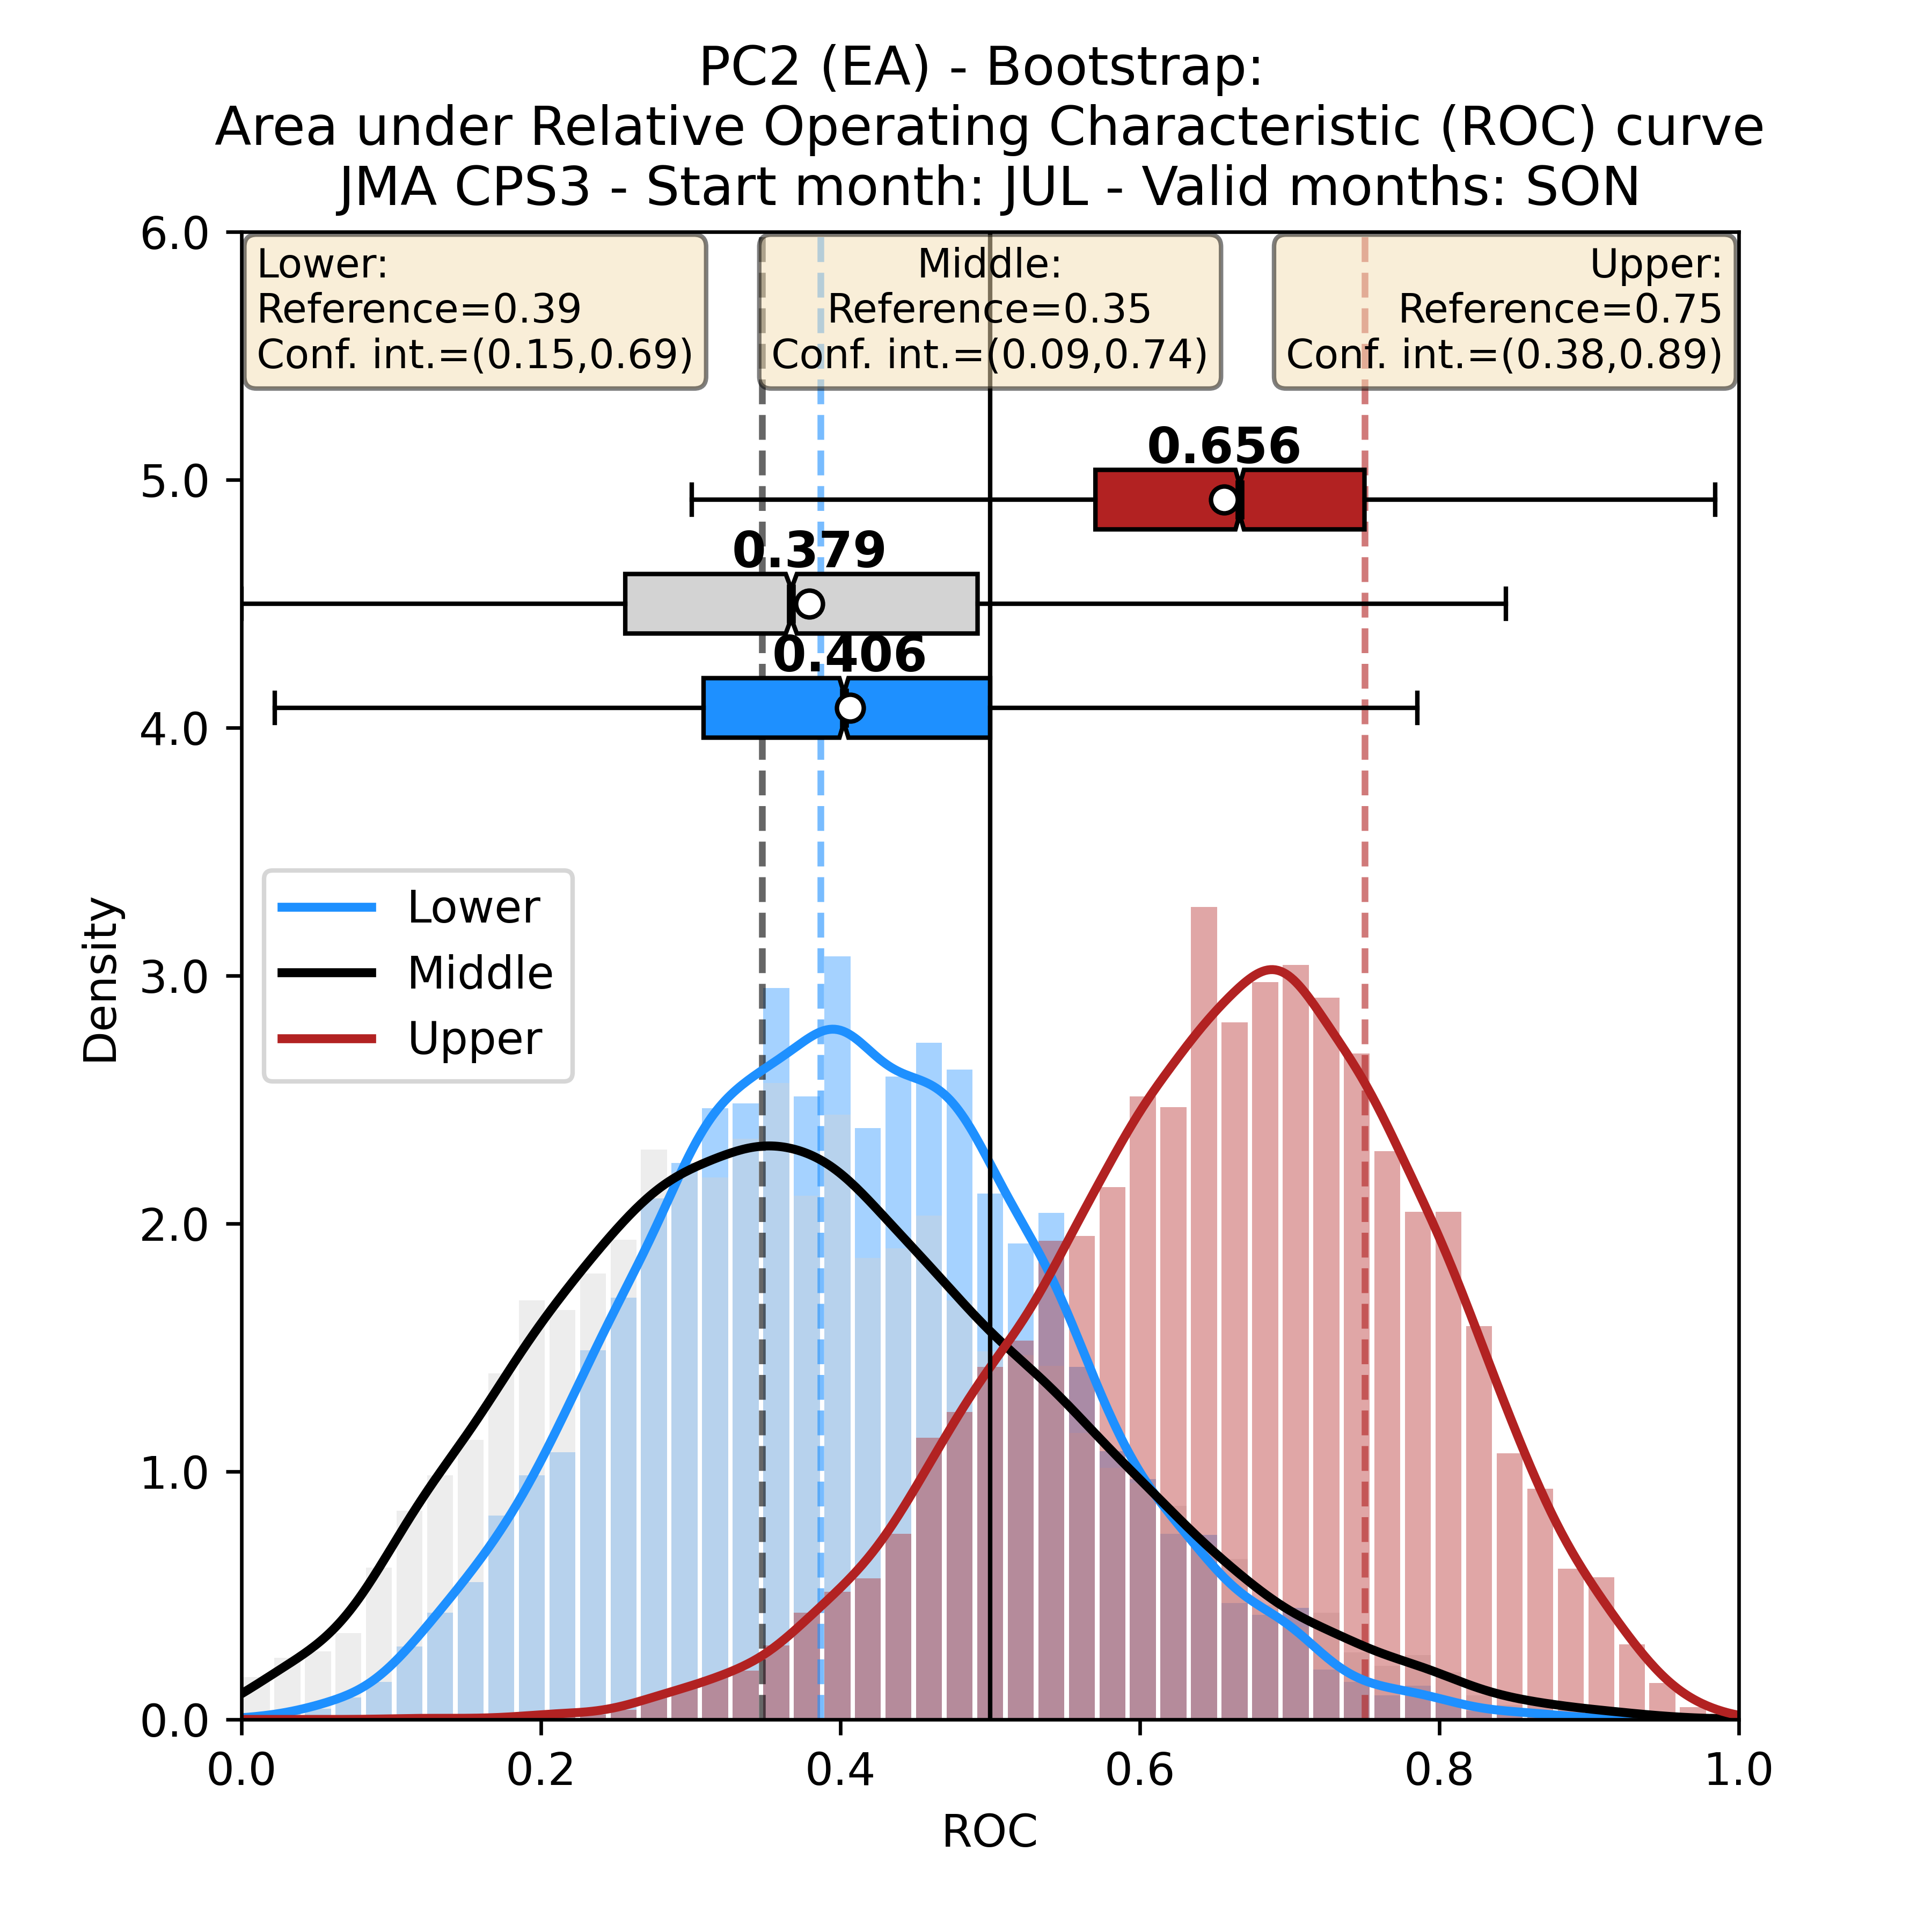 PC2 (EA) - Bootstrap:
Area under Relative Operating Characteristic (ROC) curve
JMA CPS3 - Start month: JUL - Valid months: SON
Lower:
Reference=0.39
Conf. int.=(0.15,0.69)
Middle:
Reference=0.35
Conf. int.=(0.09,0.74)
Upper:
Reference=0.75
Conf. int.=(0.38,0.89)
0.656
0.379
0.406
Lower
Middle
Upper
Density
6.0
5.0
4.0
3.0
2.0
1.0
0.0
0.0 0.2 0.4 0.6 0.8 1.0
ROC